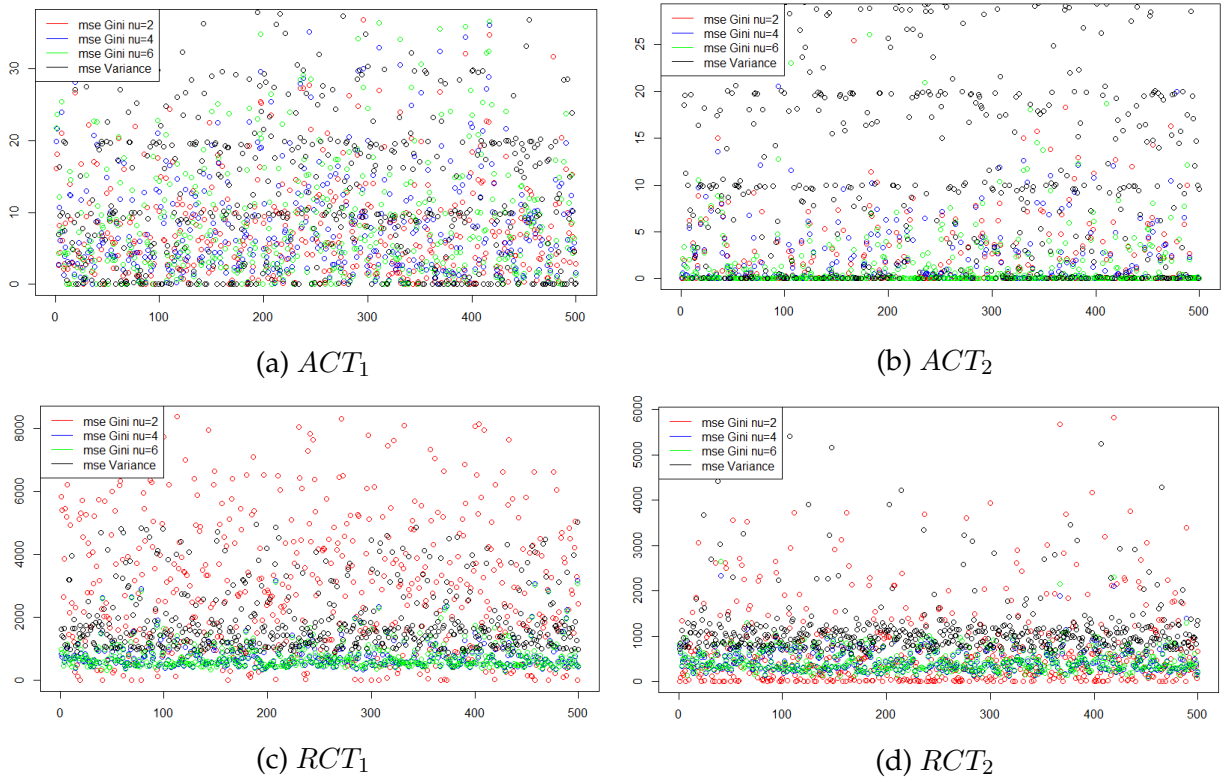 mse Gini nu=2
mse Gini nu=4
mse Gini nu=6
mse Variance
0 10 20 30
0 100 200 300 400 500
(a) ACT1
mse Gini nu=2
mse Gini nu=4
mse Gini nu=6
mse Variance
0 5 10 15 20 25
0 100 200 300 400 500
(b) ACT2
mse Gini nu=2
mse Gini nu=4
mse Gini nu=6
mse Variance
0 2000 4000 6000 8000
0 100 200 300 400 500
(c) RCT1
mse Gini nu=2
mse Gini nu=4
mse Gini nu=6
mse Variance
0 1000 2000 3000 4000 5000 6000
0 100 200 300 400 500
(d) RCT2